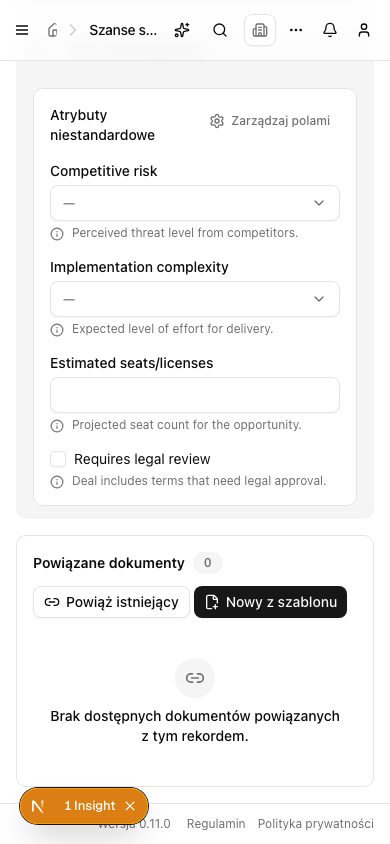 Szanse s...
Atrybuty
niestandardowe
Zarządzaj polami
Competitive risk
—
Perceived threat level from competitors.
Implementation complexity
—
Expected level of effort for delivery.
Estimated seats/licenses
Projected seat count for the opportunity.
Requires legal review
Deal includes terms that need legal approval.
Powiązane dokumenty 0
Powiąż istniejący
Nowy z szablonu
Brak dostępnych dokumentów powiązanych
z tym rekordem.
N 1 Insight
Wersja 0.11.0 Regulamin Polityka prywatności